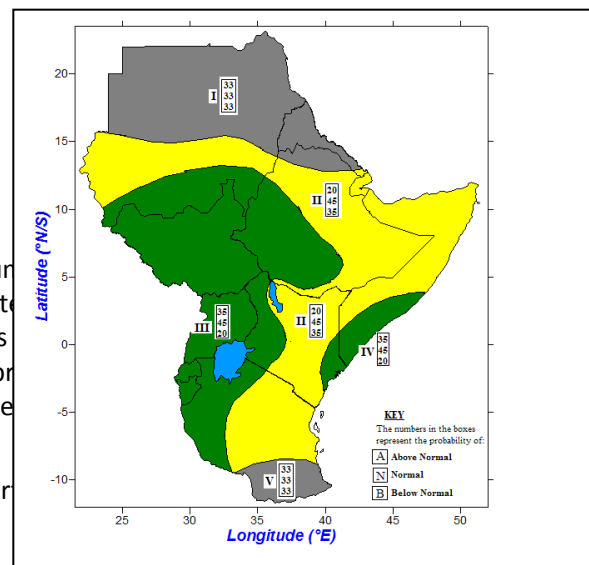 20
15
10
5
0
-5
-10
Latitude (°N/S)
I
33
33
33
II
20
45
35
III
35
45
20
II
20
45
35
IV
35
45
20
V
33
33
33
KEY
The numbers in the boxes
represent the probability of:
A Above Normal
N Normal
B Below Normal
25 30 35 40 45 50
Longitude (°E)